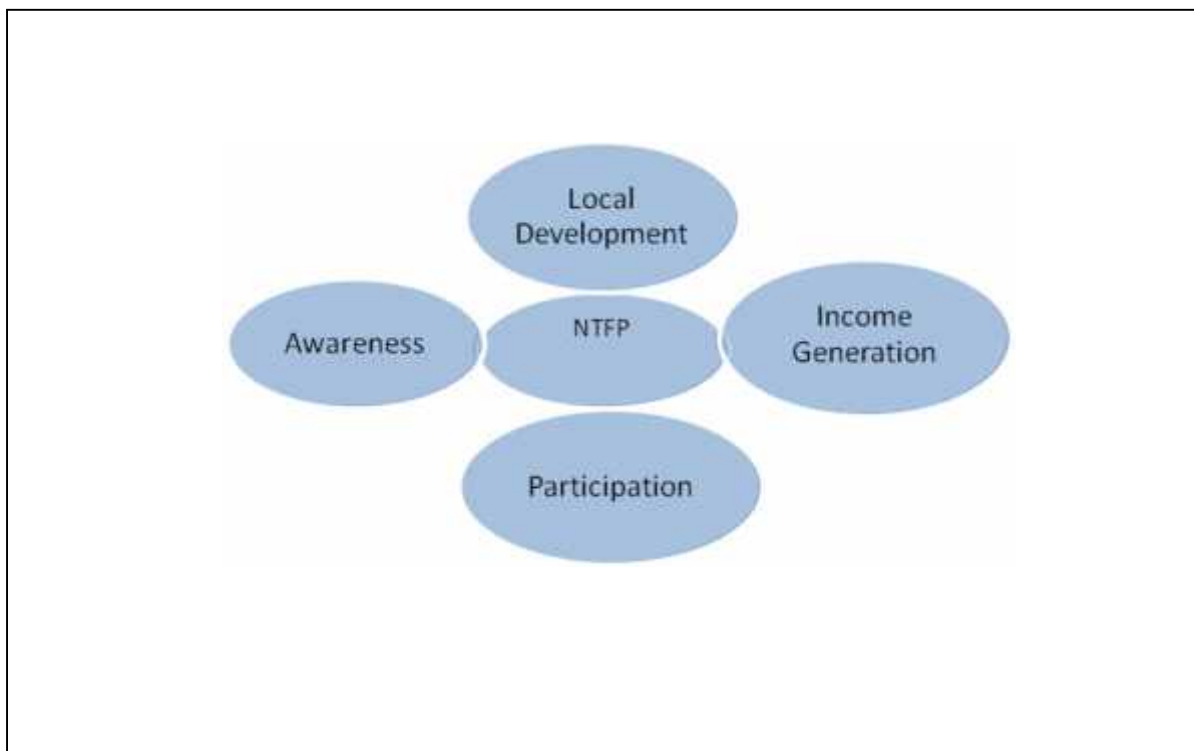 Local
Development
Awareness
NTFP
Income
Generation
Participation